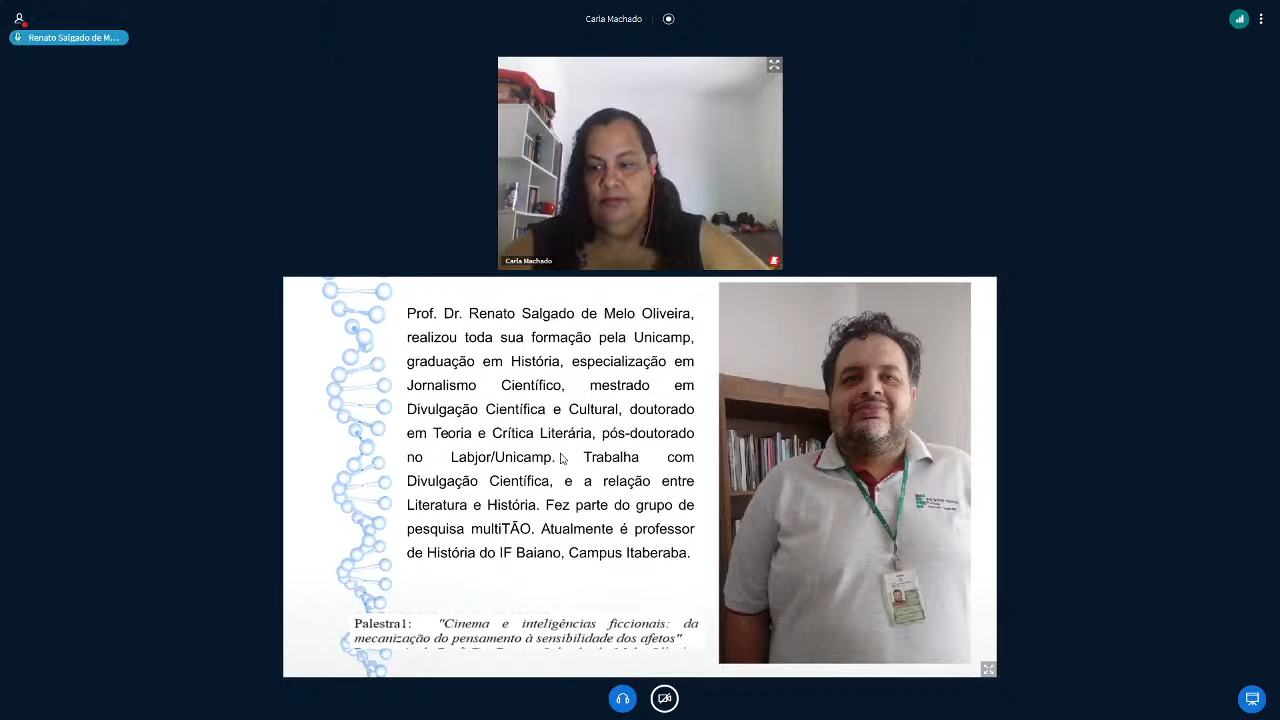 Carla Machado
Renato Salgado de M...
Carla Machado
Prof. Dr. Renato Salgado de Melo Oliveira,
realizou toda sua formação pela Unicamp,
graduação em História, especialização em
Jornalismo Científico, mestrado em
Divulgação Científica e Cultural, doutorado
em Teoria e Crítica Literária, pós-doutorado
no Labjor/Unicamp. Trabalha com
Divulgação Científica, e a relação entre
Literatura e História. Fez parte do grupo de
pesquisa multiTÃO. Atualmente é professor
de História do IF Baiano, Campus Itaberaba.
Palestra1: "Cinema e inteligências ficcionais: da
mecanização do pensamento à sensibilidade dos afetos"